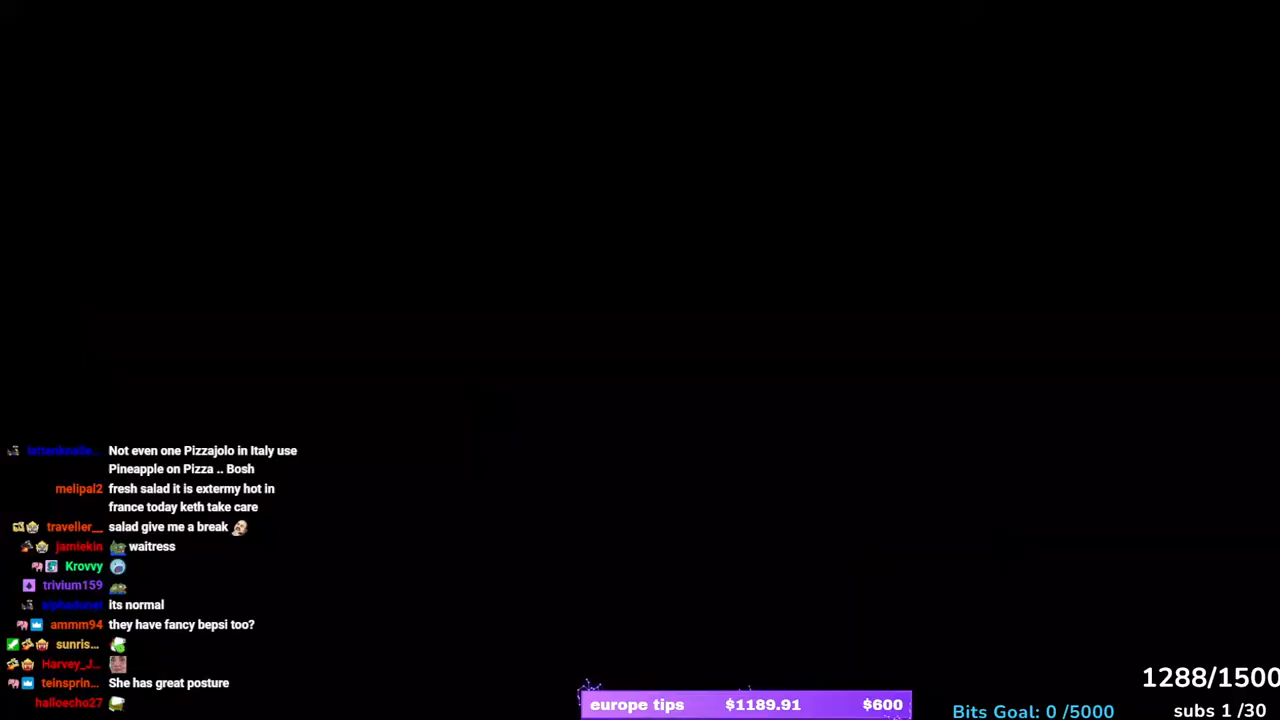 Not even one Pizzajolo in Italy use
Pineapple on Pizza .. Bosh
melipal2 fresh salad it is extermy hot in
france today keth take care
traveller__ salad give me a break
jamiekin waitress
Krovvy
trivium159
its normal
ammm94 they have fancy bepsi too?
sunris...
Harvey_J...
teinsprin... She has great posture
halloecho27
europe tips $1189.91 $600
Bits Goal: 0 /5000
1288/1500
subs 1 /30